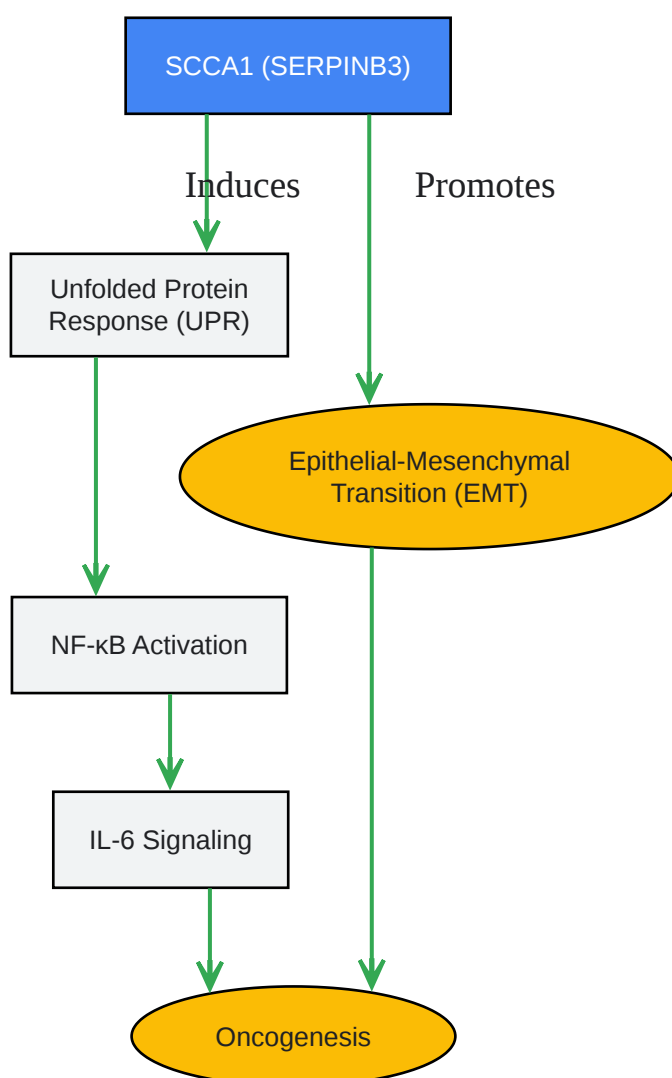 SCCA1 (SERPINB3)
Induces
Promotes
Unfolded Protein
Response (UPR)
Epithelial-Mesenchymal
Transition (EMT)
NF-κB Activation
IL-6 Signaling
Oncogenesis